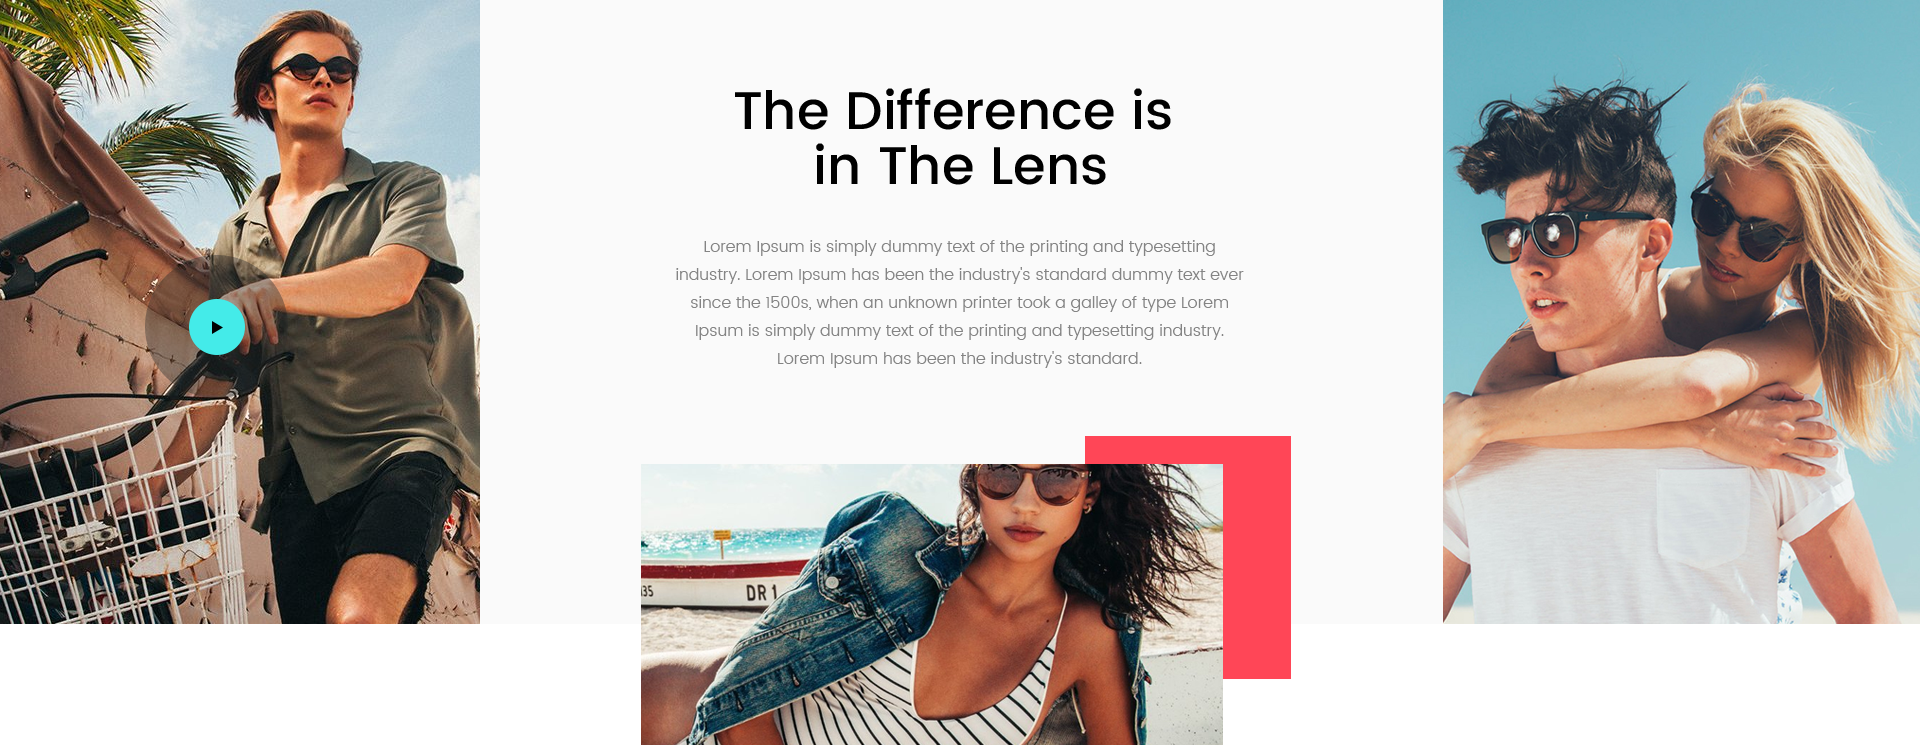 The Difference is
in The Lens
Lorem Ipsum is simply dummy text of the printing and typesetting
industry. Lorem Ipsum has been the industry's standard dummy text ever
since the 1500s, when an unknown printer took a galley of type Lorem
Ipsum is simply dummy text of the printing and typesetting industry.
Lorem Ipsum has been the industry's standard.
35
DR 1